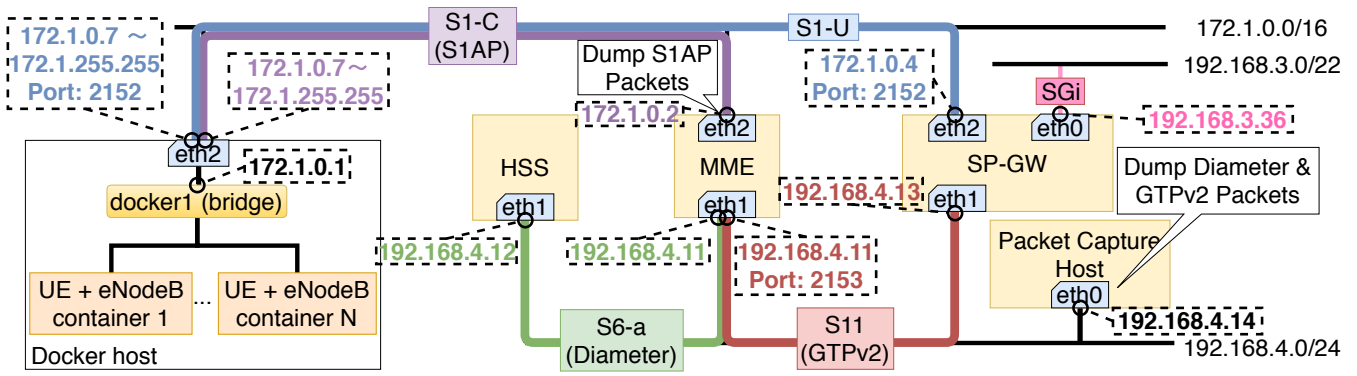 172.1.0.7 ～
172.1.255.255
Port: 2152
172.1.0.7～
172.1.255.255
S1-C
(S1AP)
S1-U
172.1.0.0/16
192.168.3.0/22
Dump S1AP
Packets
172.1.0.4
Port: 2152
SGi
172.1.0.2
192.168.3.36
eth2
eth2
eth2
eth0
172.1.0.1
docker1 (bridge)
HSS
MME
SP-GW
eth1
eth1
eth1
192.168.4.13
Dump Diameter &
GTPv2 Packets
192.168.4.12
192.168.4.11
192.168.4.11
Port: 2153
Packet Capture
Host
eth0
192.168.4.14
UE + eNodeB
container 1
...
UE + eNodeB
container N
Docker host
S6-a
(Diameter)
S11
(GTPv2)
192.168.4.0/24